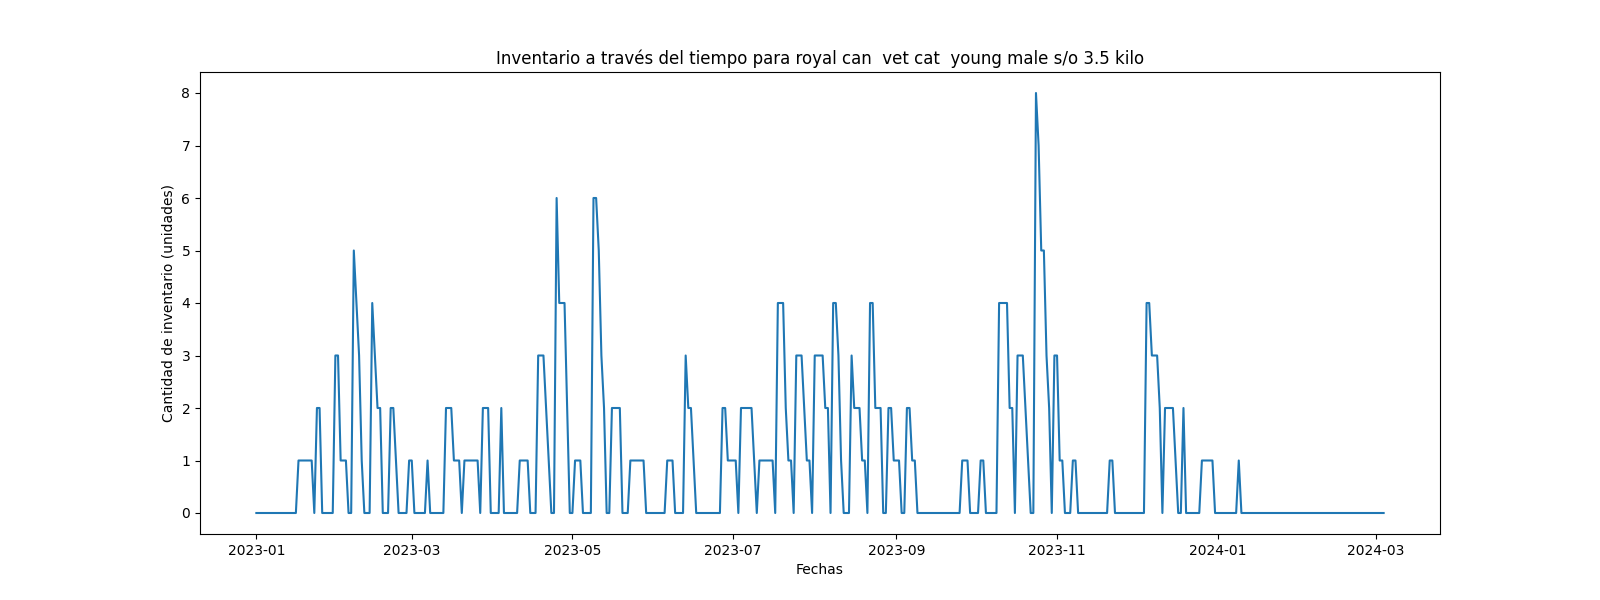 Inventario a través del tiempo para royal can  vet cat  young male s/o 3.5 kilo
Cantidad de inventario (unidades)
8
7
6
5
4
3
2
1
0
2023-01 2023-03 2023-05 2023-07 2023-09 2023-11 2024-01 2024-03
Fechas